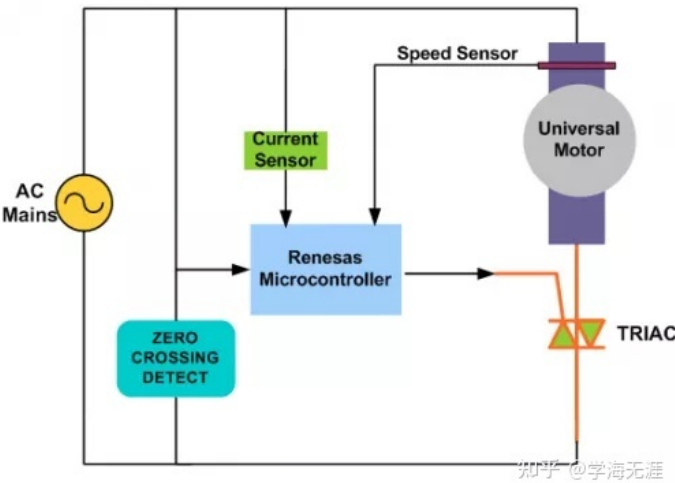 Speed Sensor
Universal
Motor
Current
Sensor
AC
Mains
Renesas
Microcontroller
ZERO
CROSSING
DETECT
TRIAC
知乎 @学海无涯